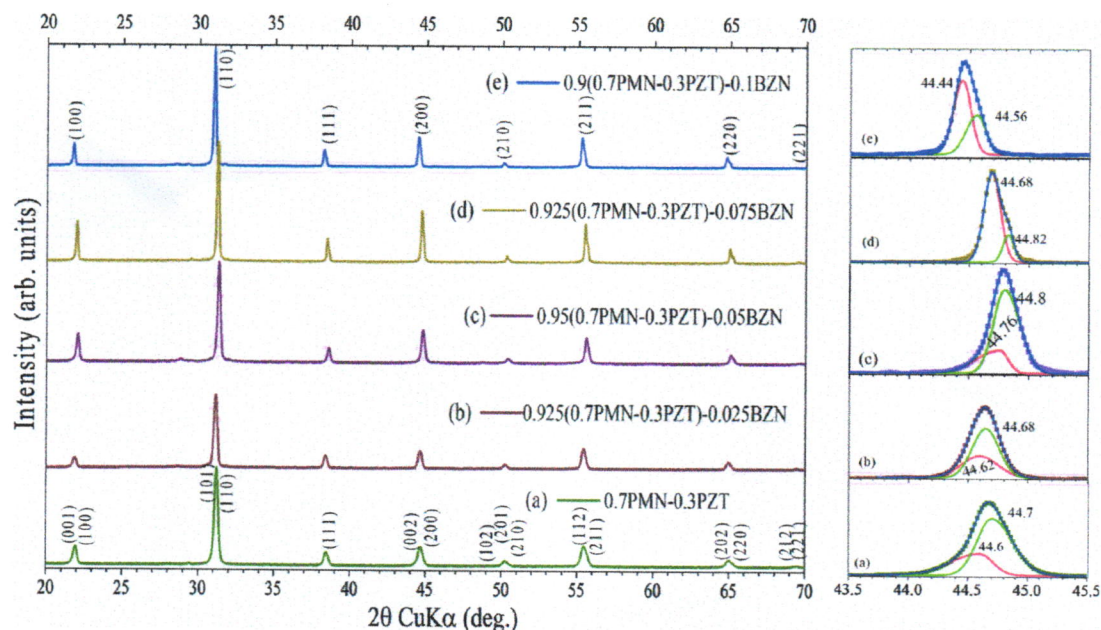 20 25 30 35 40 45 50 55 60 65 70
(e) 0.9(0.7PMN-0.3PZT)-0.1BZN
(100) (110) (111) (200) (210) (211) (220) (221)
(d) 0.925(0.7PMN-0.3PZT)-0.075BZN
(c) 0.95(0.7PMN-0.3PZT)-0.05BZN
(b) 0.925(0.7PMN-0.3PZT)-0.025BZN
(a) 0.7PMN-0.3PZT
(001) (100) (101) (110) (111) (002) (200) (102) (201) (210) (112) (211) (202) (220) (212) (221)
20 25 30 35 40 45 50 55 60 65 70
2θ CuKα (deg.)
Intensity (arb. units)
(e) 44.44 44.56
(d) 44.68 44.82
(c) 44.8 44.76
(b) 44.68 44.62
(a) 44.7 44.6
43.5 44.0 44.5 45.0 45.5